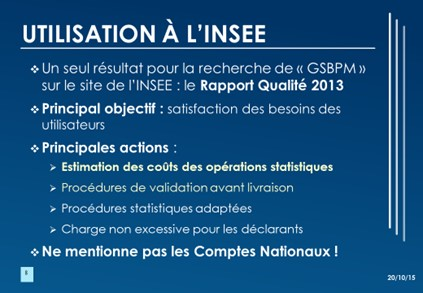 UTILISATION À L'INSEE
❖ Un seul résultat pour la recherche de « GSBPM »
sur le site de l'INSEE : le Rapport Qualité 2013
❖ Principal objectif : satisfaction des besoins des
utilisateurs
❖ Principales actions :
➢ Estimation des coûts des opérations statistiques
➢ Procédures de validation avant livraison
➢ Procédures statistiques adaptées
➢ Charge non excessive pour les déclarants
❖ Ne mentionne pas les Comptes Nationaux !
8
20/10/15